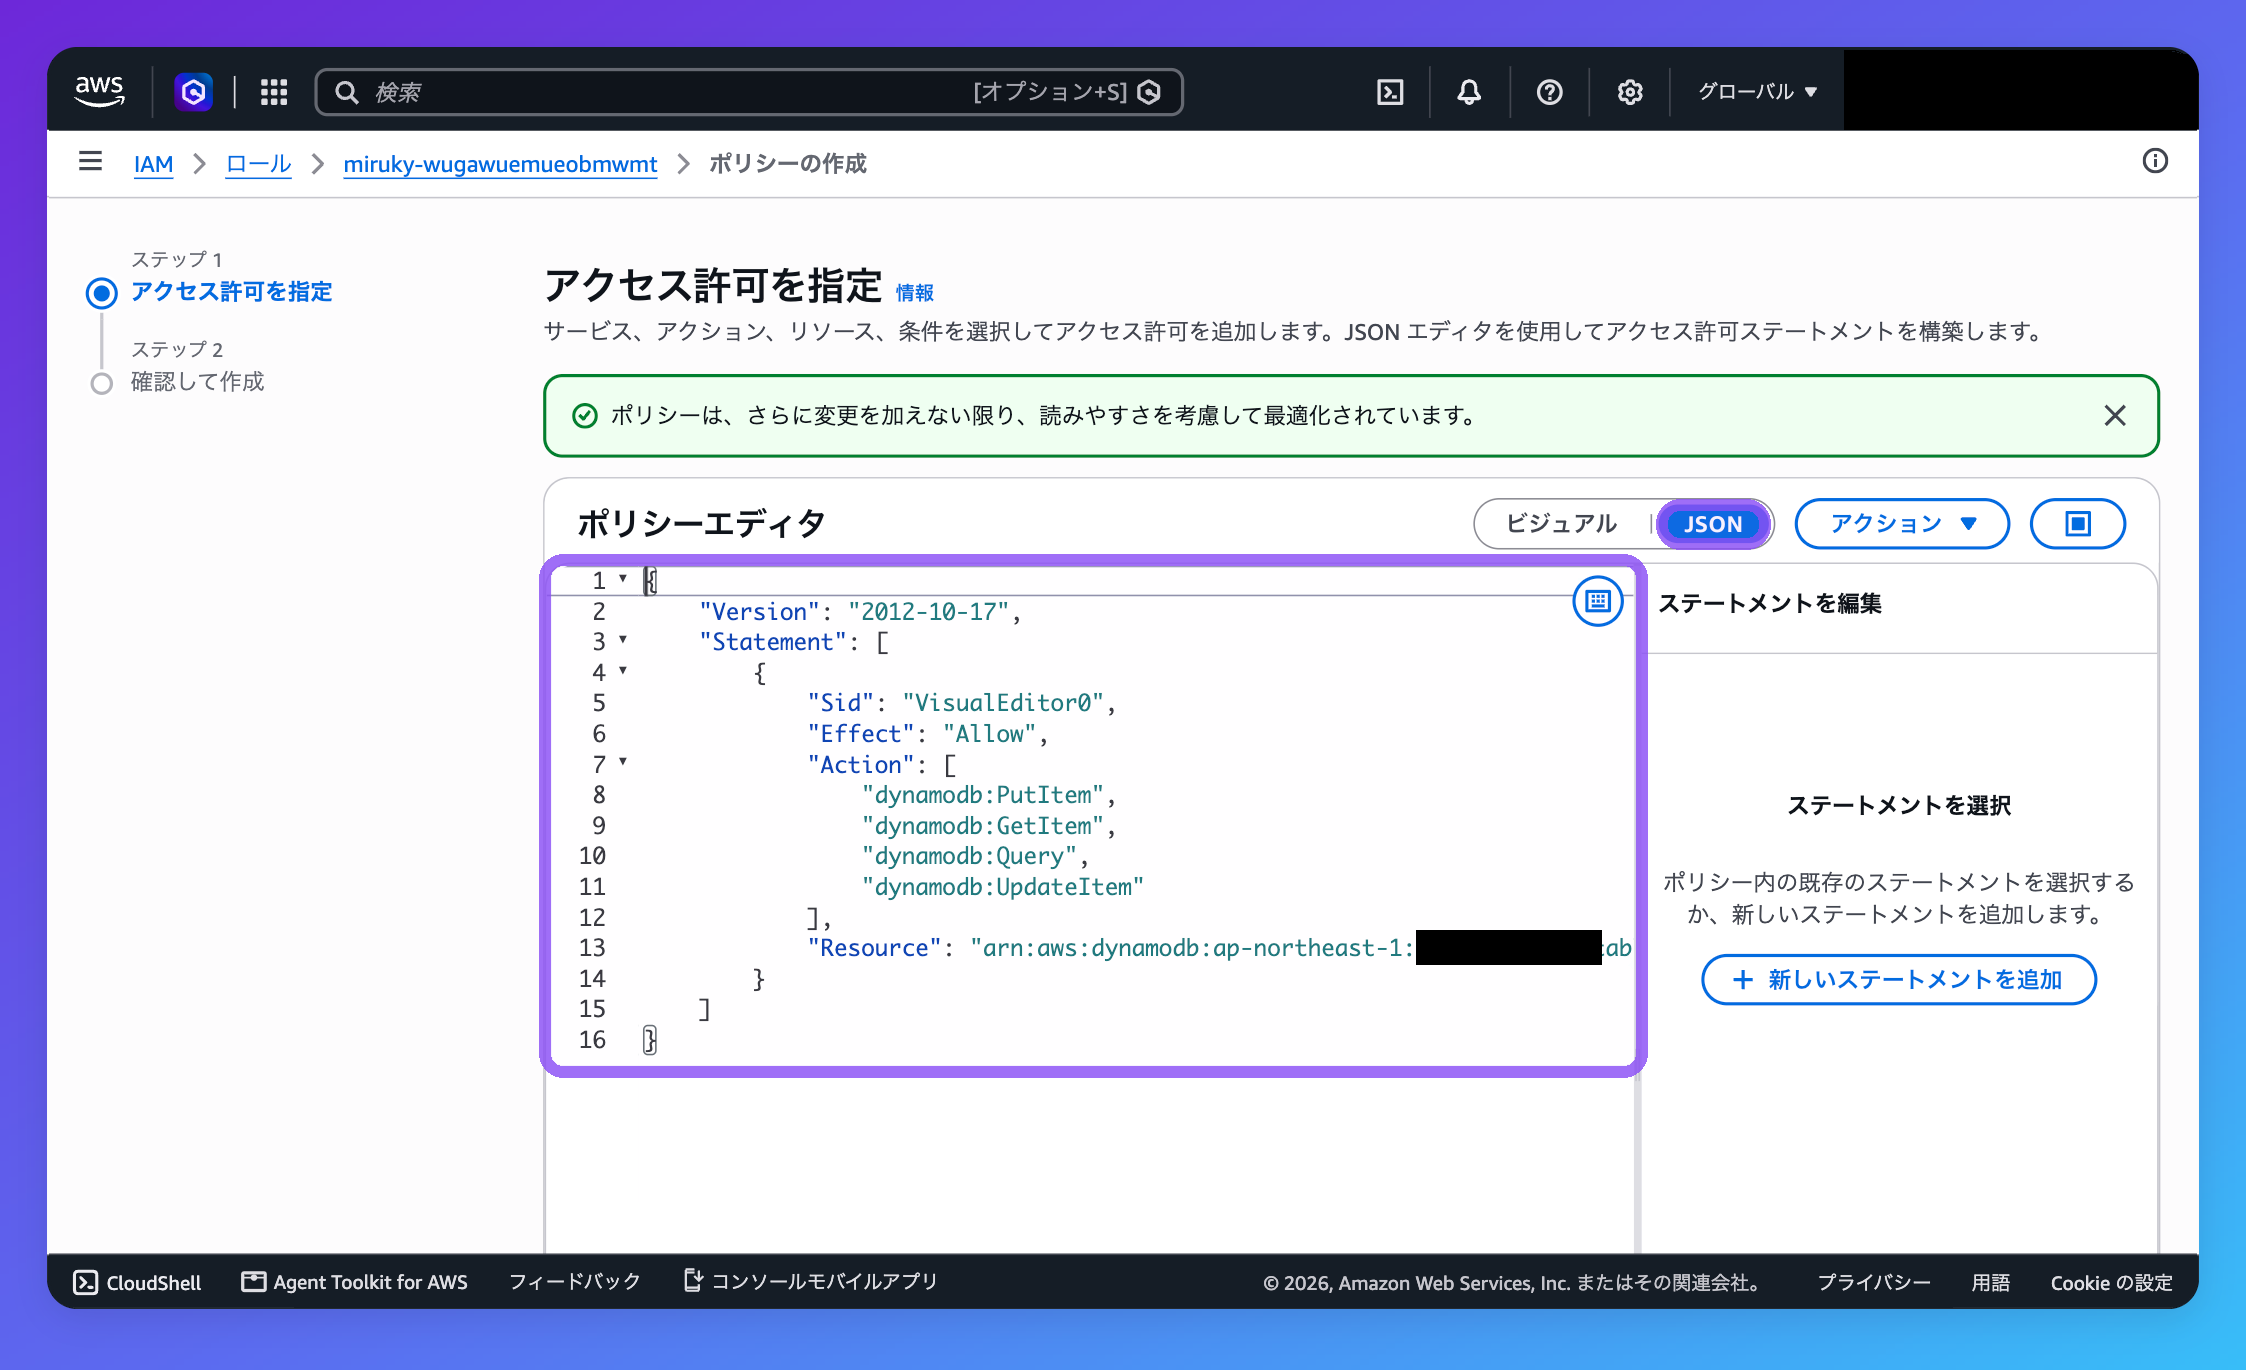 aws
検索
[オプション+S]
グローバル ▼
IAM > ロール > miruky-wugawuemueobmwmt > ポリシーの作成
ステップ 1
アクセス許可を指定
ステップ 2
確認して作成
アクセス許可を指定 情報
サービス、アクション、リソース、条件を選択してアクセス許可を追加します。JSON エディタを使用してアクセス許可ステートメントを構築します。
ポリシーは、さらに変更を加えない限り、読みやすさを考慮して最適化されています。
ポリシーエディタ
ビジュアル
JSON
アクション ▼
1 {
2 "Version": "2012-10-17",
3 "Statement": [
4 {
5 "Sid": "VisualEditor0",
6 "Effect": "Allow",
7 "Action": [
8 "dynamodb:PutItem",
9 "dynamodb:GetItem",
10 "dynamodb:Query",
11 "dynamodb:UpdateItem"
12 ],
13 "Resource": "arn:aws:dynamodb:ap-northeast-1:
14 }
15 ]
16 }
ステートメントを編集
ステートメントを選択
ポリシー内の既存のステートメントを選択する
か、新しいステートメントを追加します。
+ 新しいステートメントを追加
CloudShell
Agent Toolkit for AWS
フィードバック
コンソールモバイルアプリ
© 2026, Amazon Web Services, Inc. またはその関連会社。
プライバシー
用語
Cookie の設定